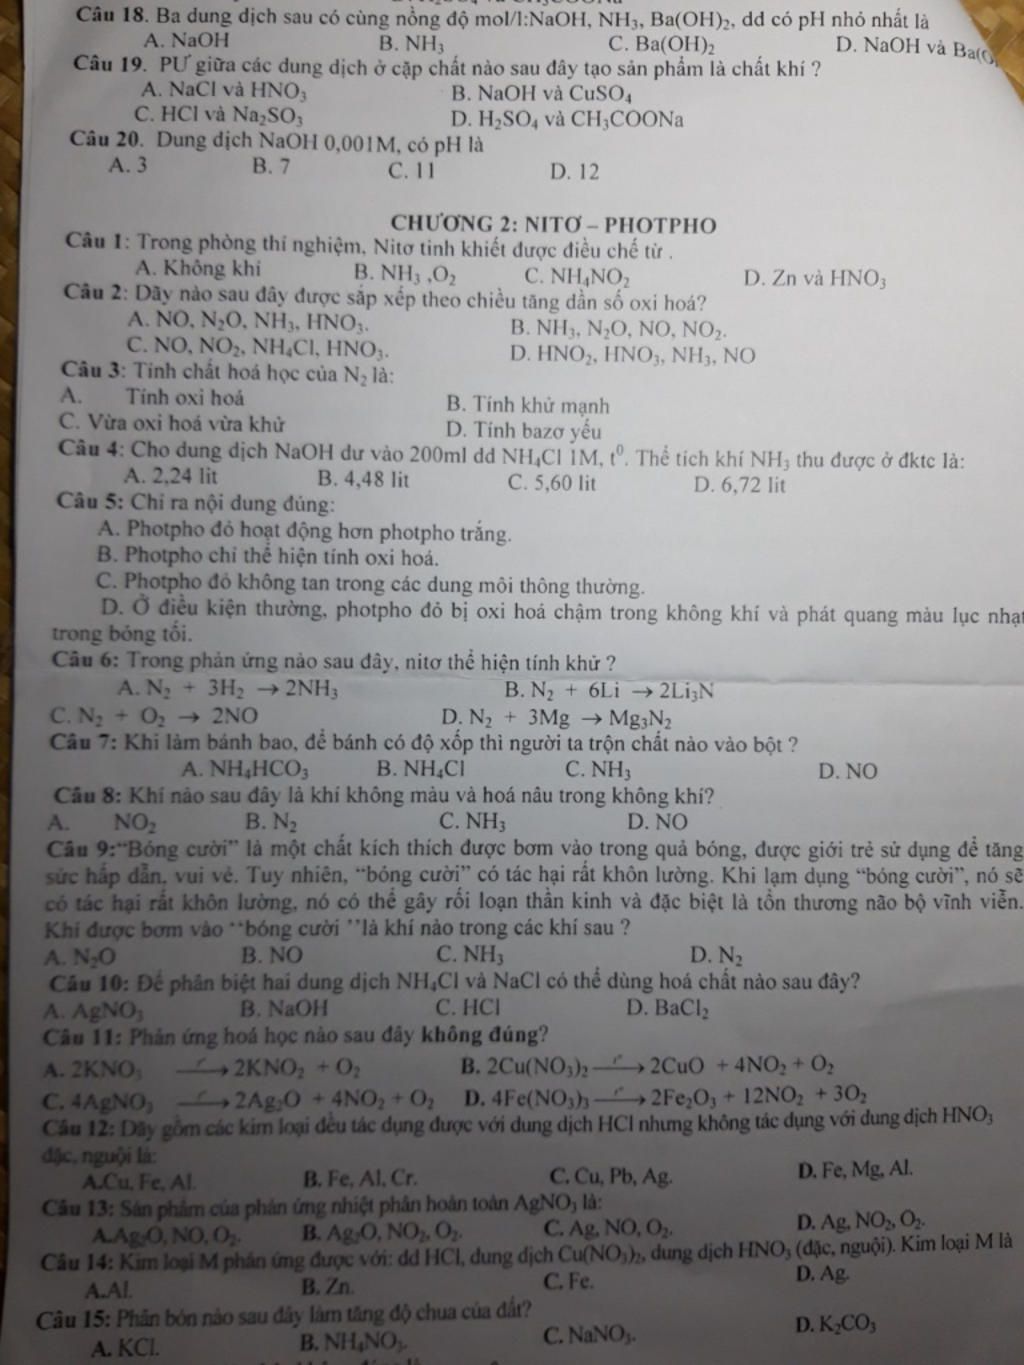 Câu 18. Ba dung dịch sau có cùng nồng độ mol/l:NaOH, NH₃, Ba(OH)₂, dd có pH nhỏ nhất là
A. NaOH B. NH₃ C. Ba(OH)₂ D. NaOH và Ba(O
Câu 19. PƯ giữa các dung dịch ở cặp chất nào sau đây tạo sản phẩm là chất khí ?
A. NaCl và HNO₃ B. NaOH và CuSO₄
C. HCl và Na₂SO₃ D. H₂SO₄ và CH₃COONa
Câu 20. Dung dịch NaOH 0,001M, có pH là
A. 3 B. 7 C. 11 D. 12
CHƯƠNG 2: NITƠ – PHOTPHO
Câu 1: Trong phòng thí nghiệm, Nitơ tinh khiết được điều chế từ .
A. Không khí B. NH₃ ,O₂ C. NH₄NO₂ D. Zn và HNO₃
Câu 2: Dãy nào sau đây được sắp xếp theo chiều tăng dần số oxi hoá?
A. NO, N₂O, NH₃, HNO₃. B. NH₃, N₂O, NO, NO₂.
C. NO, NO₂, NH₄Cl, HNO₃. D. HNO₂, HNO₃, NH₃, NO
Câu 3: Tính chất hoá học của N₂ là:
A. Tính oxi hoá B. Tính khử mạnh
C. Vừa oxi hoá vừa khử D. Tính bazơ yếu
Câu 4: Cho dung dịch NaOH dư vào 200ml dd NH₄Cl 1M, t⁰. Thể tích khí NH₃ thu được ở đktc là:
A. 2,24 lit B. 4,48 lit C. 5,60 lit D. 6,72 lit
Câu 5: Chỉ ra nội dung đúng:
A. Photpho đỏ hoạt động hơn photpho trắng.
B. Photpho chỉ thể hiện tính oxi hoá.
C. Photpho đỏ không tan trong các dung môi thông thường.
D. Ở điều kiện thường, photpho đỏ bị oxi hoá chậm trong không khí và phát quang màu lục nhạt
trong bóng tối.
Câu 6: Trong phản ứng nào sau đây, nitơ thể hiện tính khử ?
A. N₂ + 3H₂ → 2NH₃ B. N₂ + 6Li → 2Li₃N
C. N₂ + O₂ → 2NO D. N₂ + 3Mg → Mg₃N₂
Câu 7: Khi làm bánh bao, để bánh có độ xốp thì người ta trộn chất nào vào bột ?
A. NH₄HCO₃ B. NH₄Cl C. NH₃ D. NO
Câu 8: Khí nào sau đây là khí không màu và hoá nâu trong không khí?
A. NO₂ B. N₂ C. NH₃ D. NO
Câu 9:“Bóng cười” là một chất kích thích được bơm vào trong quả bóng, được giới trẻ sử dụng để tăng
sức hấp dẫn, vui vẻ. Tuy nhiên, “bóng cười” có tác hại rất khôn lường. Khi lạm dụng “bóng cười”, nó sẽ
có tác hại rất khôn lường, nó có thể gây rối loạn thần kinh và đặc biệt là tổn thương não bộ vĩnh viễn.
Khí được bơm vào ‘‘bóng cười ’’là khí nào trong các khí sau ?
A. N₂O B. NO C. NH₃ D. N₂
Câu 10: Để phân biệt hai dung dịch NH₄Cl và NaCl có thể dùng hoá chất nào sau đây?
A. AgNO₃ B. NaOH C. HCl D. BaCl₂
Câu 11: Phản ứng hoá học nào sau đây không đúng?
A. 2KNO₃ → 2KNO₂ + O₂ B. 2Cu(NO₃)₂ → 2CuO + 4NO₂ + O₂
C. 4AgNO₃ → 2Ag₂O + 4NO₂ + O₂ D. 4Fe(NO₃)₃ → 2Fe₂O₃ + 12NO₂ + 3O₂
Câu 12: Dãy gồm các kim loại đều tác dụng được với dung dịch HCl nhưng không tác dụng với dung dịch HNO₃
đặc, nguội là:
A.Cu, Fe, Al. B. Fe, Al, Cr. C. Cu, Pb, Ag. D. Fe, Mg, Al.
Câu 13: Sản phẩm của phản ứng nhiệt phân hoàn toàn AgNO₃ là:
A.Ag₂O, NO, O₂. B. Ag₂O, NO₂, O₂. C. Ag, NO, O₂. D. Ag, NO₂, O₂.
Câu 14: Kim loại M phản ứng được với: dd HCl, dung dịch Cu(NO₃)₂, dung dịch HNO₃ (đặc, nguội). Kim loại M là
A.Al. B. Zn. C. Fe. D. Ag.
Câu 15: Phân bón nào sau đây làm tăng độ chua của đất?
A. KCl. B. NH₄NO₃. C. NaNO₃. D. K₂CO₃